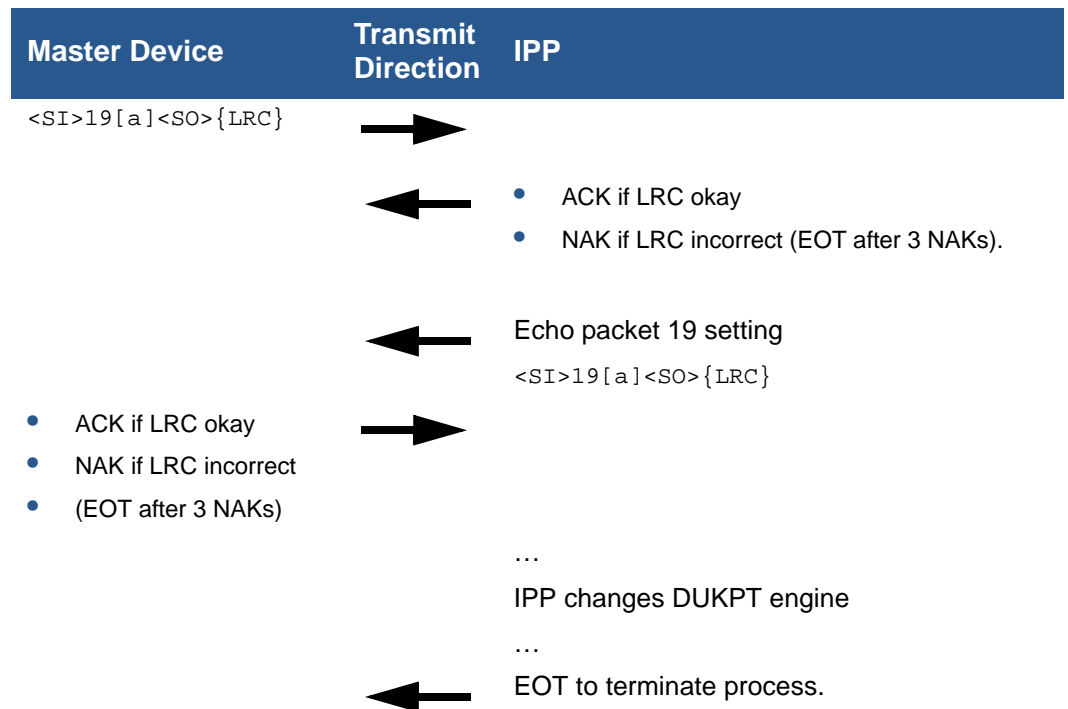 Master Device
Transmit
Direction
IPP
<SI>19[a]<SO>{LRC}
• ACK if LRC okay
• NAK if LRC incorrect (EOT after 3 NAKs).
Echo packet 19 setting
<SI>19[a]<SO>{LRC}
• ACK if LRC okay
• NAK if LRC incorrect
• (EOT after 3 NAKs)
…
IPP changes DUKPT engine
…
EOT to terminate process.